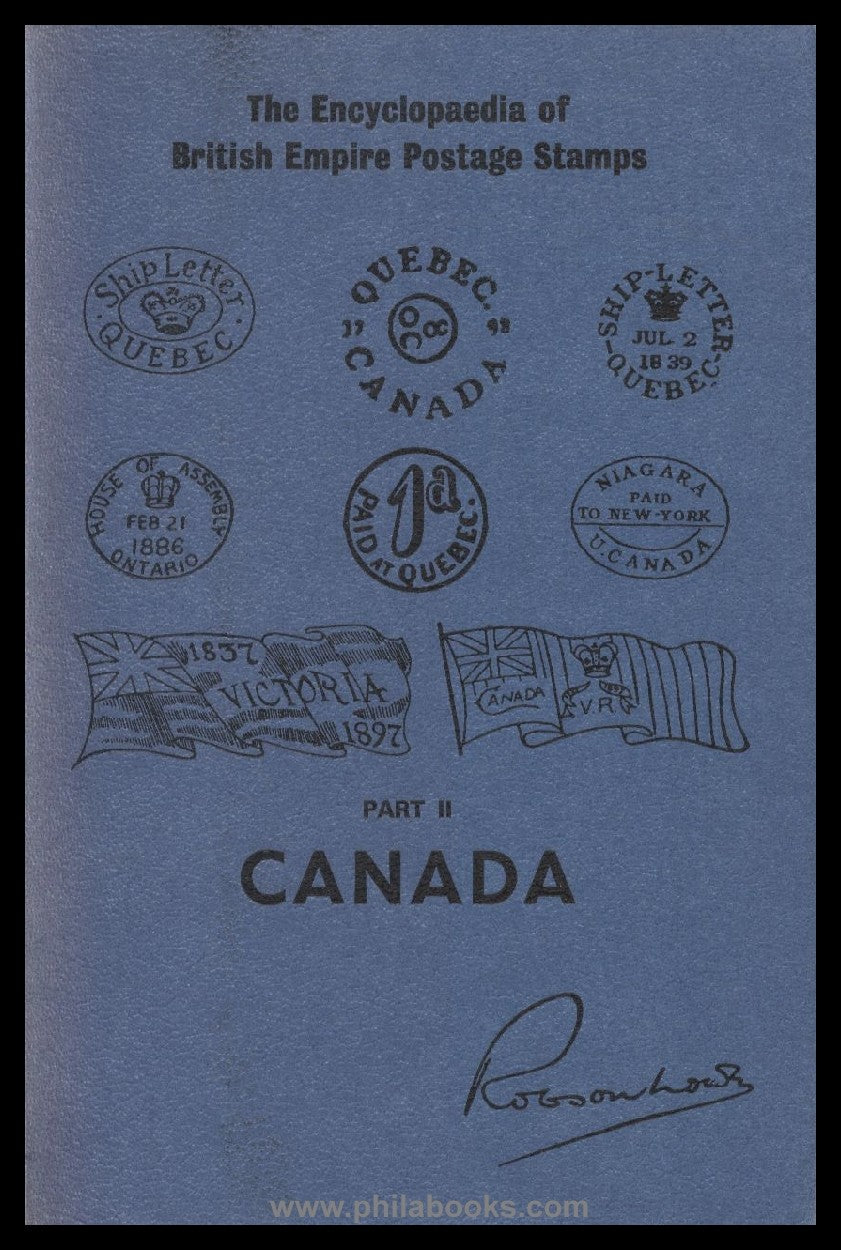 The Encyclopaedia of
British Empire Postage Stamps
Ship Letter
QUEBEC
QUEBEC.
CANADA
SHIP-LETTER
JUL 2
1839
QUEBEC
HOUSE OF ASSEMBLY
FEB 21
1886
ONTARIO
1d
PAID AT QUEBEC.
NIAGARA
PAID
TO NEW-YORK
U.CANADA
1837
VICTORIA
1897
CANADA
VR
PART II
CANADA
Robson Lowe
www.philabooks.com